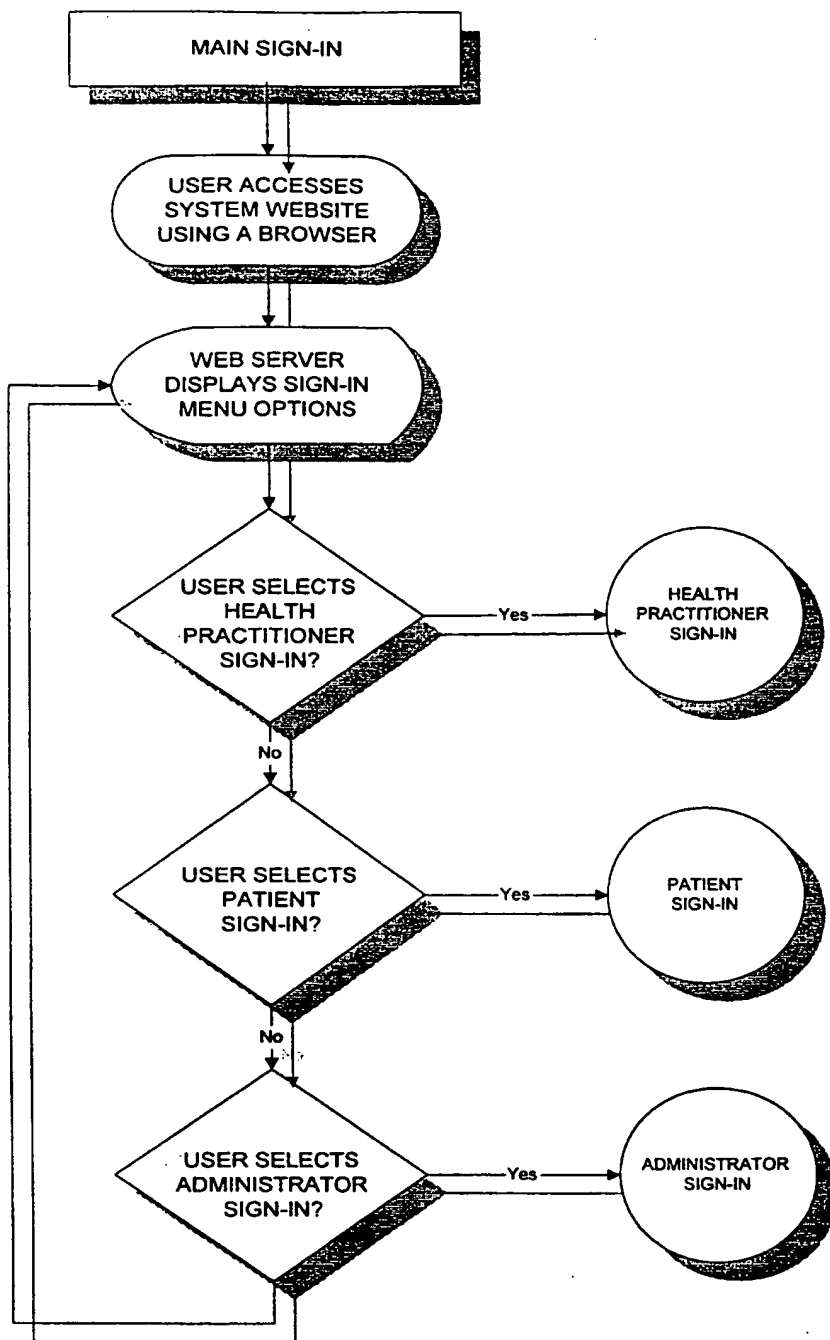 MAIN SIGN-IN
USER ACCESSES
SYSTEM WEBSITE
USING A BROWSER
WEB SERVER
DISPLAYS SIGN-IN
MENU OPTIONS
USER SELECTS
HEALTH
PRACTITIONER
SIGN-IN?
Yes
HEALTH
PRACTITIONER
SIGN-IN
No
USER SELECTS
PATIENT
SIGN-IN?
Yes
PATIENT
SIGN-IN
No
USER SELECTS
ADMINISTRATOR
SIGN-IN?
Yes
ADMINISTRATOR
SIGN-IN